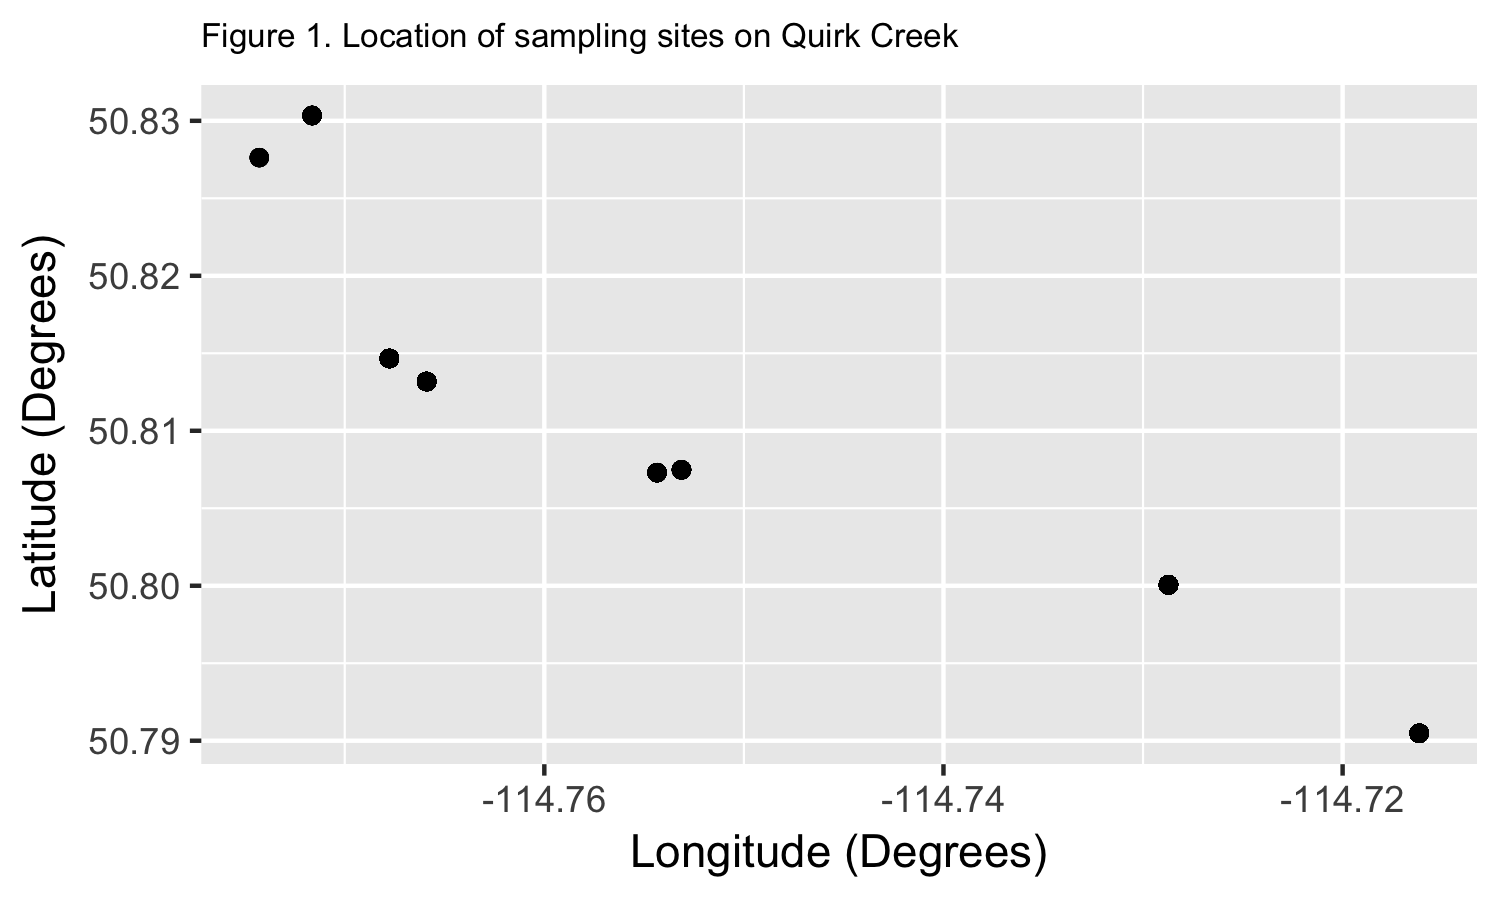 Figure 1. Location of sampling sites on Quirk Creek
50.83
50.82
50.81
50.80
50.79
Latitude (Degrees)
-114.76
-114.74
-114.72
Longitude (Degrees)